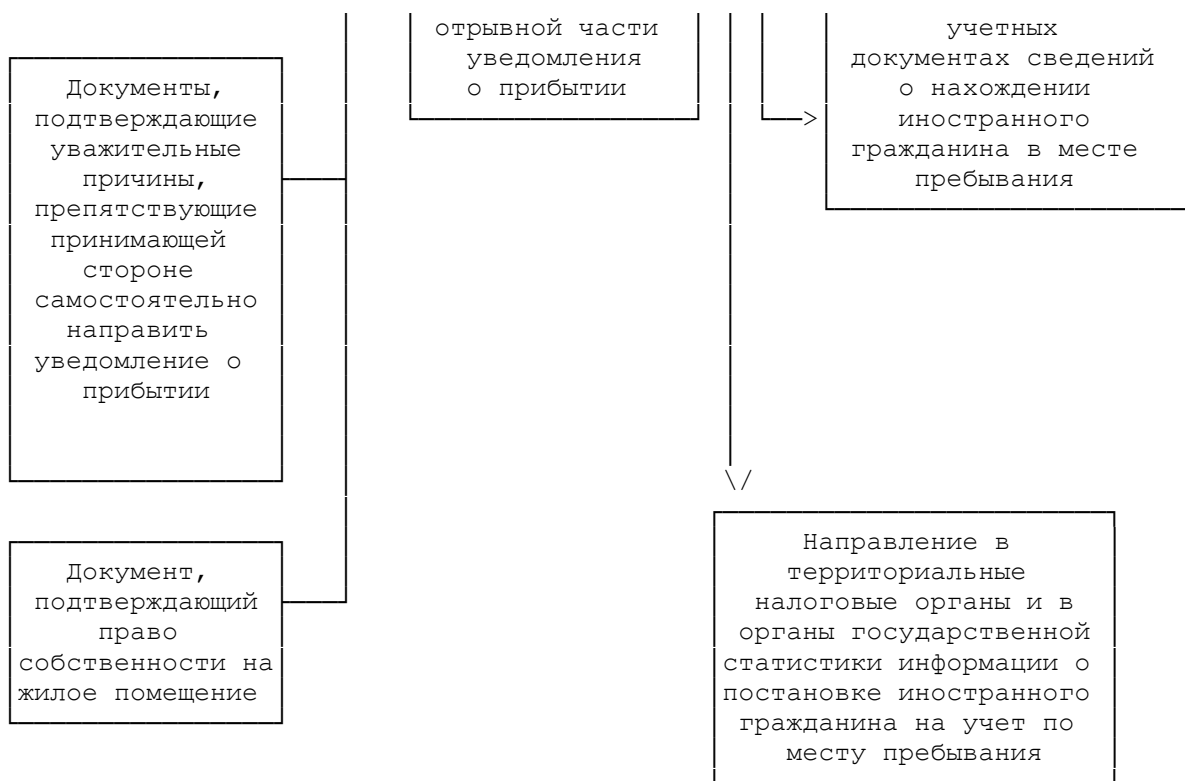 отрывной части
уведомления
о прибытии
учетных
документах сведений
о нахождении
иностранного
гражданина в месте
пребывания
Документы,
подтверждающие
уважительные
причины,
препятствующие
принимающей
стороне
самостоятельно
направить
уведомление о
прибытии
Документ,
подтверждающий
право
собственности на
жилое помещение
Направление в
территориальные
налоговые органы и в
органы государственной
статистики информации о
постановке иностранного
гражданина на учет по
месту пребывания